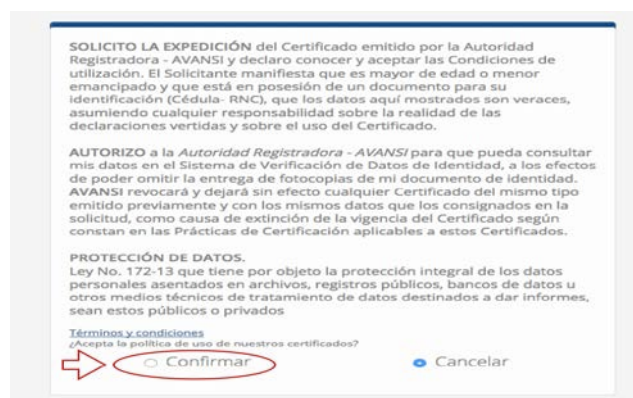 SOLICITO LA EXPEDICIÓN del Certificado emitido por la Autoridad
Registradora - AVANSI y declaro conocer y aceptar las Condiciones de
utilización. El Solicitante manifiesta que es mayor de edad o menor
emancipado y que está en posesión de un documento para su
identificación (Cédula- RNC), que los datos aquí mostrados son veraces,
asumiendo cualquier responsabilidad sobre la realidad de las
declaraciones vertidas y sobre el uso del Certificado.
AUTORIZO a la Autoridad Registradora - AVANSI para que pueda consultar
mis datos en el Sistema de Verificación de Datos de Identidad, a los efectos
de poder omitir la entrega de fotocopias de mi documento de identidad.
AVANSI revocará y dejará sin efecto cualquier Certificado del mismo tipo
emitido previamente y con los mismos datos que los consignados en la
solicitud, como causa de extinción de la vigencia del Certificado según
constan en las Prácticas de Certificación aplicables a estos Certificados.
PROTECCIÓN DE DATOS.
Ley No. 172-13 que tiene por objeto la protección integral de los datos
personales asentados en archivos, registros públicos, bancos de datos u
otros medios técnicos de tratamiento de datos destinados a dar informes,
sean estos públicos o privados
Términos y condiciones
¿Acepta la política de uso de nuestros certificados?
Confirmar Cancelar